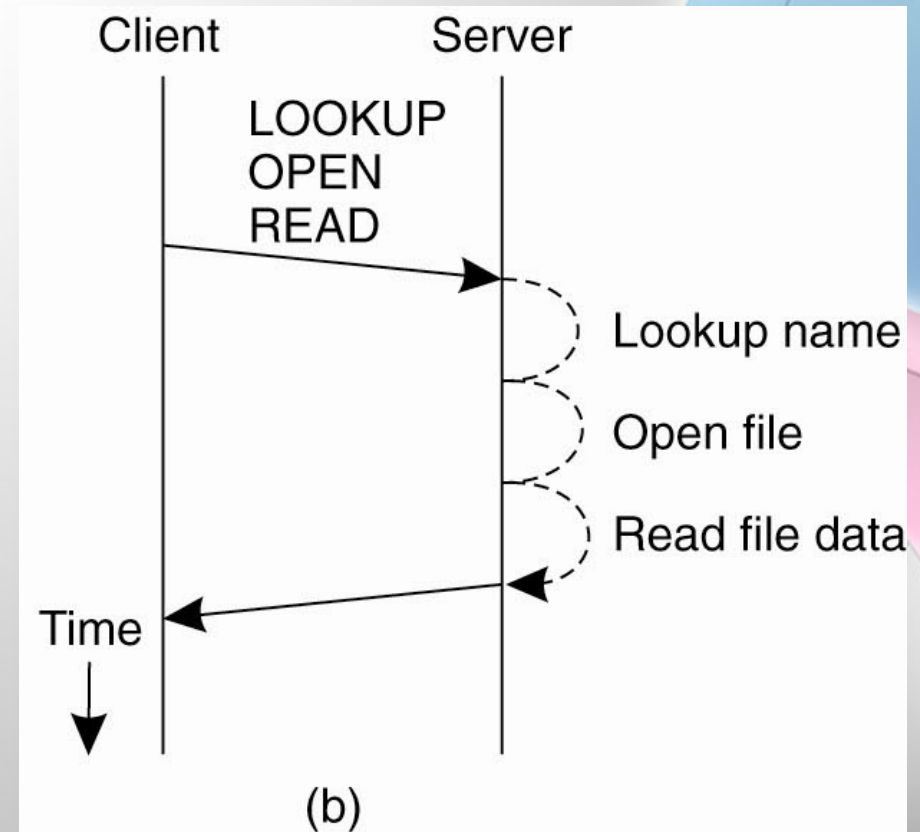 Client
Server
LOOKUP
OPEN
READ
Lookup name
Open file
Read file data
Time
(b)